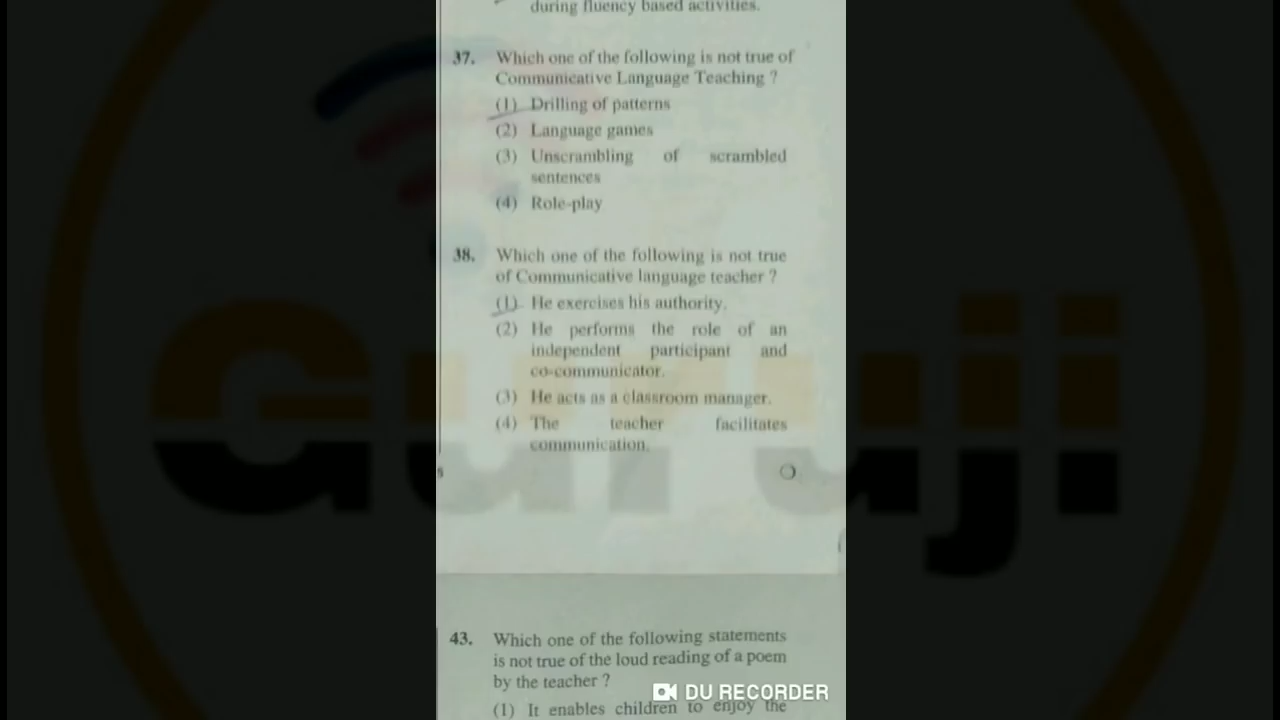 during fluency based activities.
37. Which one of the following is not true of
Communicative Language Teaching ?
(1) Drilling of patterns
(2) Language games
(3) Unscrambling of scrambled
sentences
(4) Role-play
38. Which one of the following is not true
of Communicative language teacher ?
(1) He exercises his authority.
(2) He performs the role of an
independent participant and
co-communicator.
(3) He acts as a classroom manager.
(4) The teacher facilitates
communication.
s
Guruji
43. Which one of the following statements
is not true of the loud reading of a poem
by the teacher ?
DU RECORDER
(1) It enables children to enjoy the